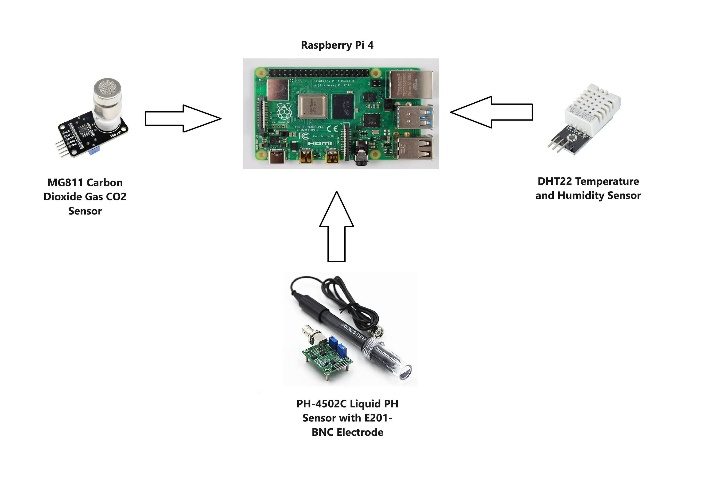 Raspberry Pi 4
HDMI
MG811 Carbon
Dioxide Gas CO2
Sensor
DHT22 Temperature
and Humidity Sensor
PH-4502C Liquid PH
Sensor with E201-
BNC Electrode